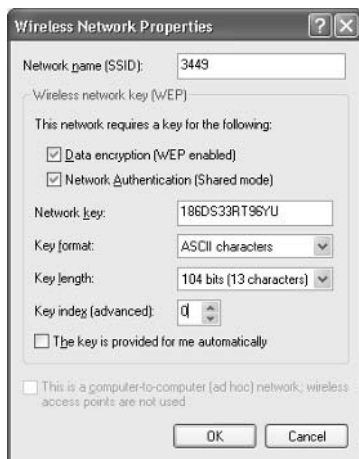 Wireless Network Properties
Network name (SSID): 3449
Wireless network key (WEP)
This network requires a key for the following:
Data encryption (WEP enabled)
Network Authentication (Shared mode)
Network key: 186DS33RT96YU
Key format: ASCII characters
Key length: 104 bits (13 characters)
Key index (advanced): 0
The key is provided for me automatically
This is a computer-to-computer (ad hoc) network; wireless
access points are not used
OK Cancel